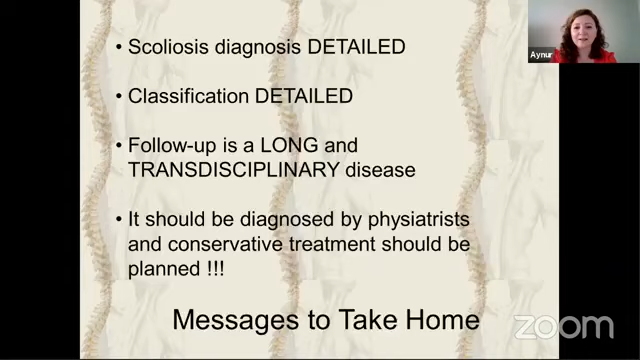 • Scoliosis diagnosis DETAILED
• Classification DETAILED
• Follow-up is a LONG and
TRANSDISCIPLINARY disease
• It should be diagnosed by physiatrists
and conservative treatment should be
planned !!!
Messages to Take Home
Aynur
zoom